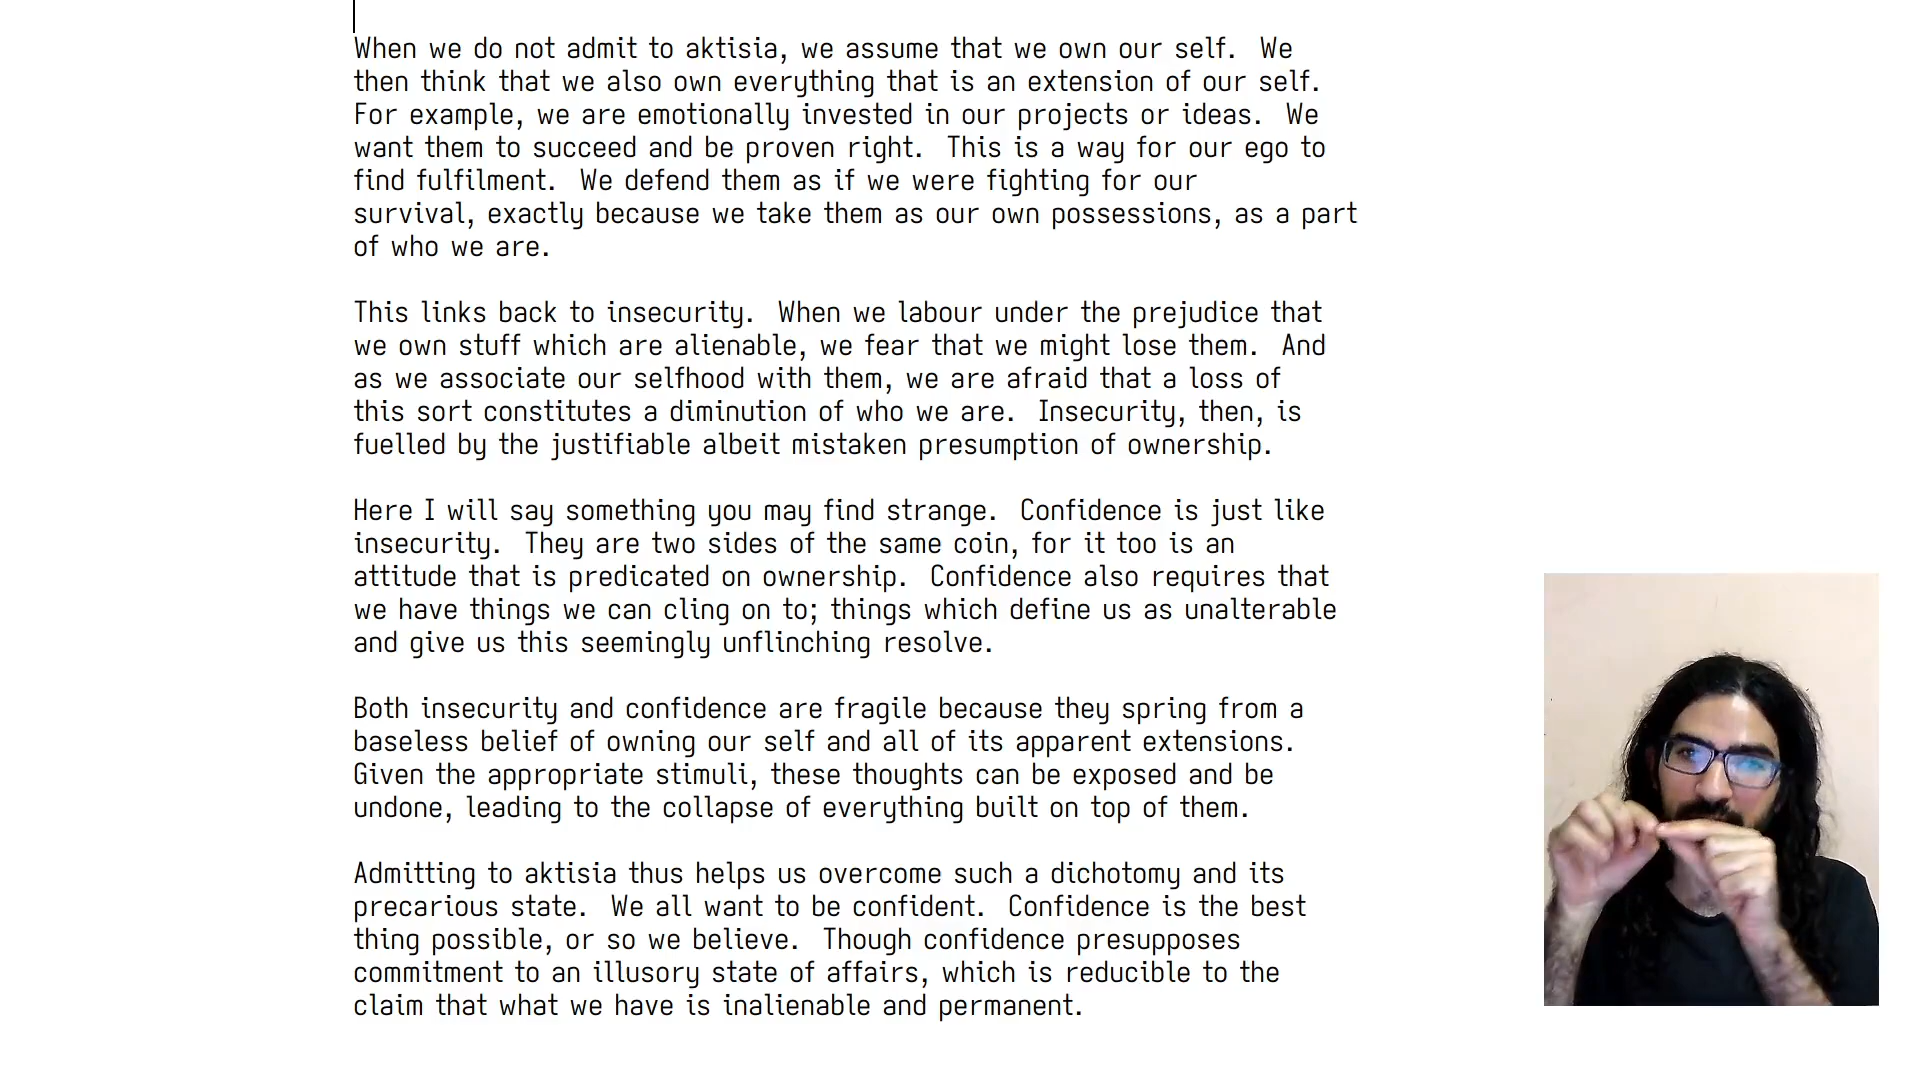 When we do not admit to aktisia, we assume that we own our self.  We
then think that we also own everything that is an extension of our self.
For example, we are emotionally invested in our projects or ideas.  We
want them to succeed and be proven right.  This is a way for our ego to
find fulfilment.  We defend them as if we were fighting for our
survival, exactly because we take them as our own possessions, as a part
of who we are.

This links back to insecurity.  When we labour under the prejudice that
we own stuff which are alienable, we fear that we might lose them.  And
as we associate our selfhood with them, we are afraid that a loss of
this sort constitutes a diminution of who we are.  Insecurity, then, is
fuelled by the justifiable albeit mistaken presumption of ownership.

Here I will say something you may find strange.  Confidence is just like
insecurity.  They are two sides of the same coin, for it too is an
attitude that is predicated on ownership.  Confidence also requires that
we have things we can cling on to; things which define us as unalterable
and give us this seemingly unflinching resolve.

Both insecurity and confidence are fragile because they spring from a
baseless belief of owning our self and all of its apparent extensions.
Given the appropriate stimuli, these thoughts can be exposed and be
undone, leading to the collapse of everything built on top of them.

Admitting to aktisia thus helps us overcome such a dichotomy and its
precarious state.  We all want to be confident.  Confidence is the best
thing possible, or so we believe.  Though confidence presupposes
commitment to an illusory state of affairs, which is reducible to the
claim that what we have is inalienable and permanent.